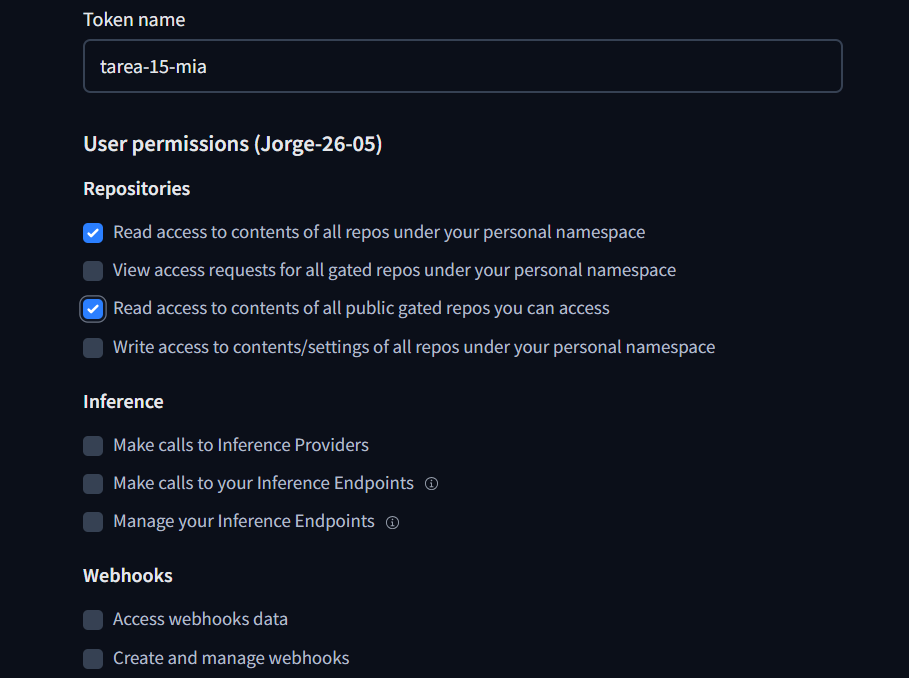 Token name
tarea-15-mia
User permissions (Jorge-26-05)
Repositories
Read access to contents of all repos under your personal namespace
View access requests for all gated repos under your personal namespace
Read access to contents of all public gated repos you can access
Write access to contents/settings of all repos under your personal namespace
Inference
Make calls to Inference Providers
Make calls to your Inference Endpoints
Manage your Inference Endpoints
Webhooks
Access webhooks data
Create and manage webhooks